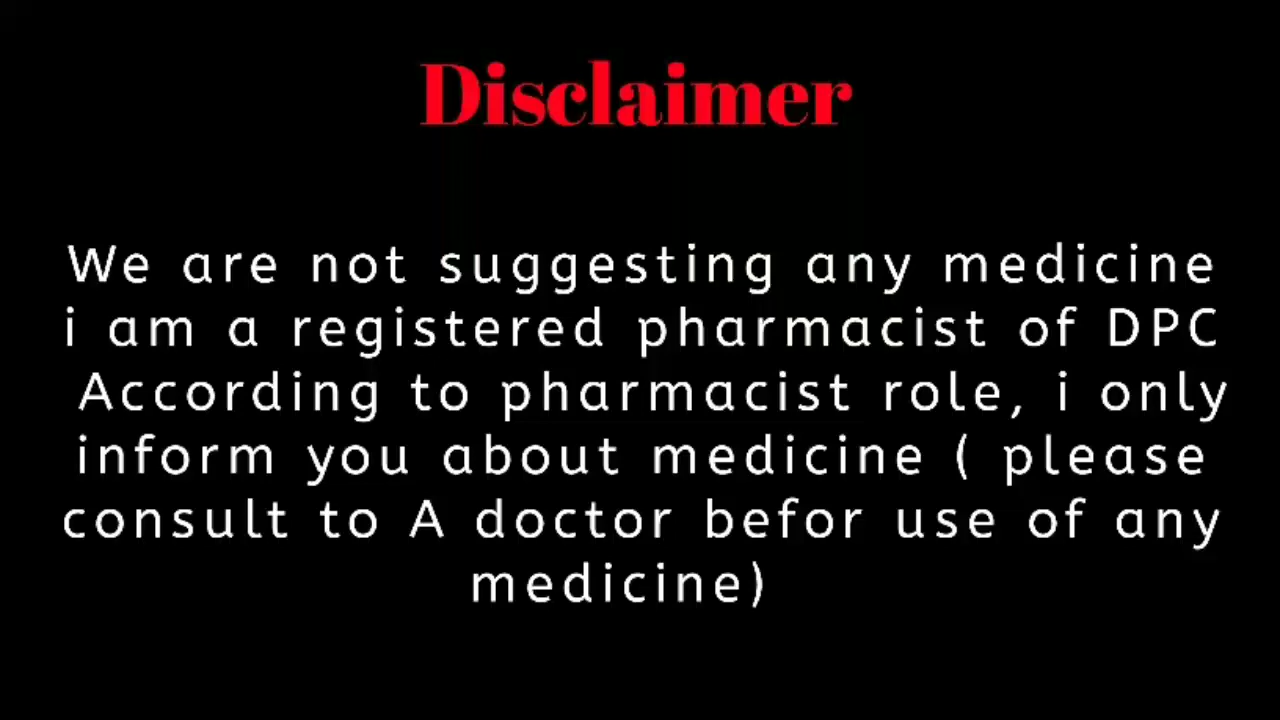 Disclaimer
We are not suggesting any medicine
i am a registered pharmacist of DPC
According to pharmacist role, i only
inform you about medicine ( please
consult to A doctor befor use of any
medicine)